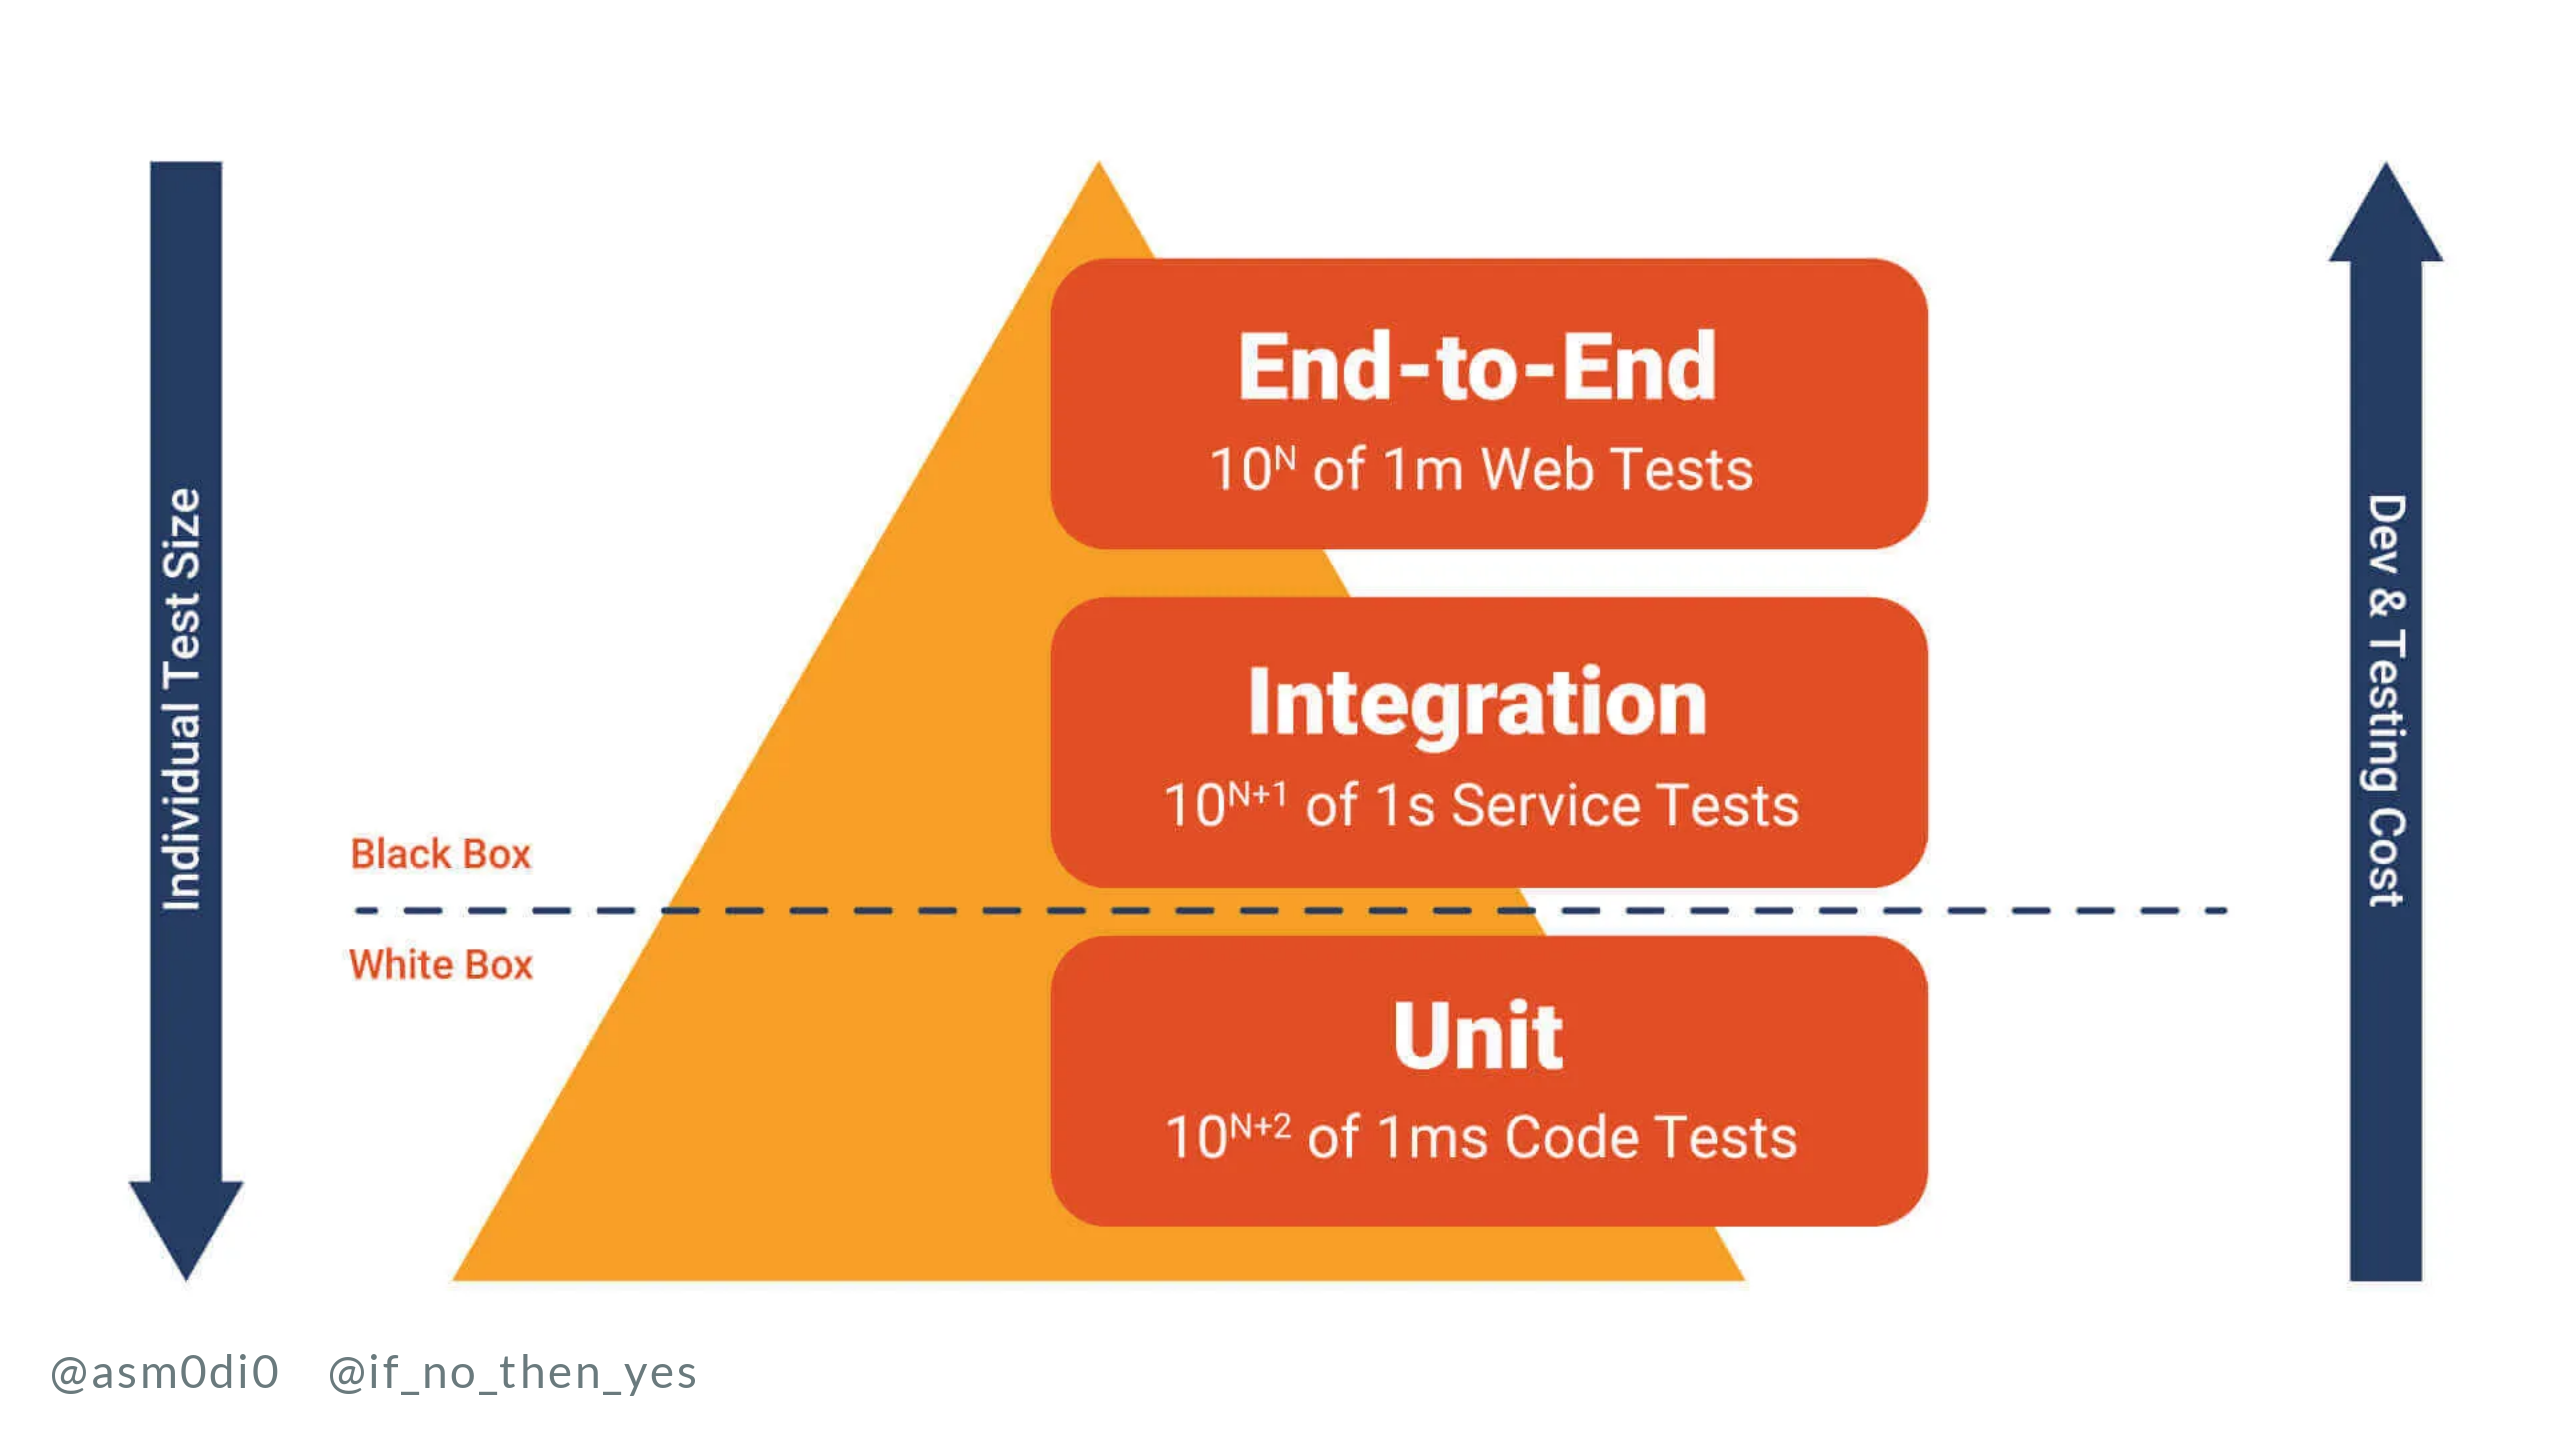 Individual Test Size
End-to-End
10ᴺ of 1m Web Tests
Integration
10ᴺ⁺¹ of 1s Service Tests
Black Box
White Box
Unit
10ᴺ⁺² of 1ms Code Tests
Dev & Testing Cost
@asm0di0 @if_no_then_yes